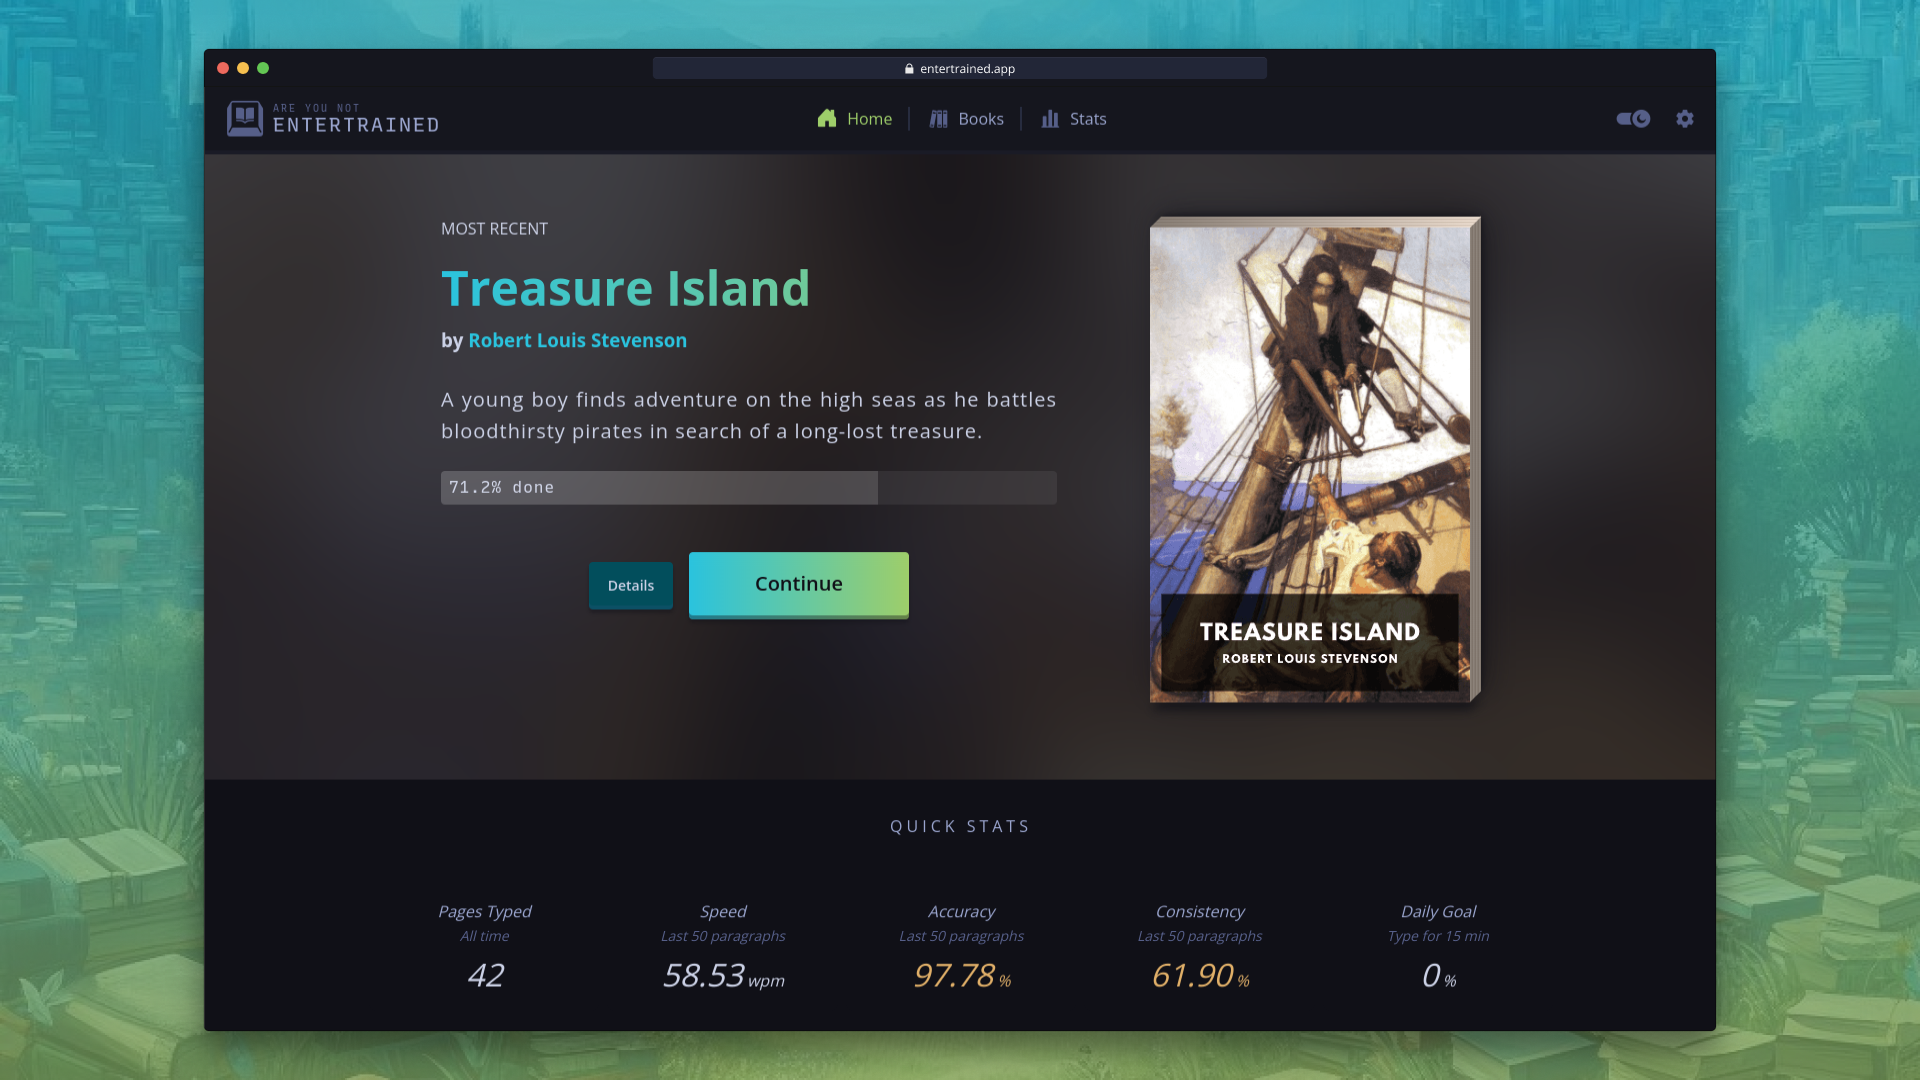 entertrained.app
ARE YOU NOT
ENTERTRAINED
Home
Books
Stats
MOST RECENT
Treasure Island
by Robert Louis Stevenson
A young boy finds adventure on the high seas as he battles
bloodthirsty pirates in search of a long-lost treasure.
71.2% done
Details
Continue
TREASURE ISLAND
ROBERT LOUIS STEVENSON
QUICK STATS
Pages Typed
All time
42
Speed
Last 50 paragraphs
58.53 wpm
Accuracy
Last 50 paragraphs
97.78 %
Consistency
Last 50 paragraphs
61.90 %
Daily Goal
Type for 15 min
0 %